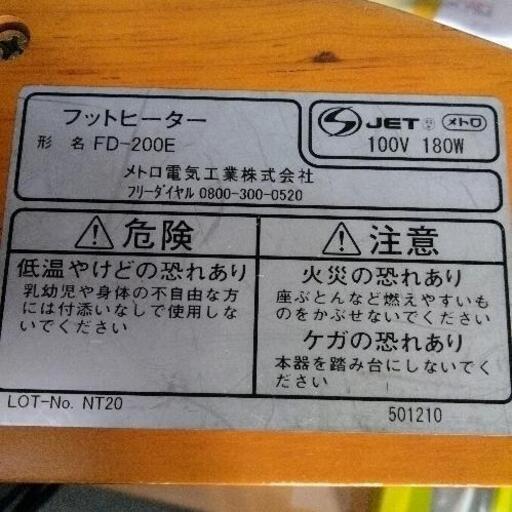 フットヒーター
形 名 FD-200E
JET メトロ
100V 180W
メトロ電気工業株式会社
フリーダイヤル 0800-300-0520
危険
低温やけどの恐れあり
乳幼児や身体の不自由な方
には付添いなしで使用しな
いでください
注意
火災の恐れあり
座ぶとんなど燃えやすいも
のをかぶせないでください
ケガの恐れあり
本器を踏み台にしないでく
ださい
LOT-No. NT20
501210